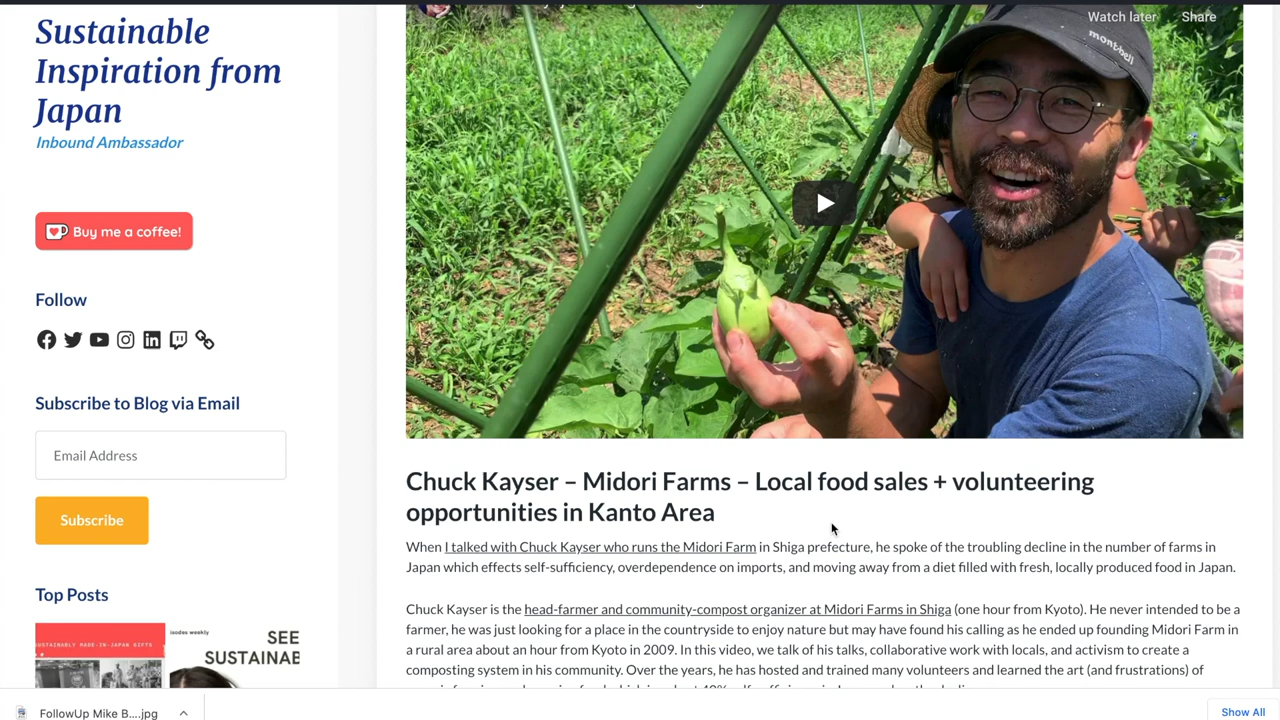 Sustainable
Inspiration from
Japan
Inbound Ambassador
Buy me a coffee!
Follow
Subscribe to Blog via Email
Email Address
Subscribe
Top Posts
SUSTAINABLY MADE-IN-JAPAN GIFTS
isodes weekly
SEE
SUSTAINAB
Watch later
Share
montbell
Chuck Kayser – Midori Farms – Local food sales + volunteering
opportunities in Kanto Area
When I talked with Chuck Kayser who runs the Midori Farm in Shiga prefecture, he spoke of the troubling decline in the number of farms in
Japan which effects self-sufficiency, overdependence on imports, and moving away from a diet filled with fresh, locally produced food in Japan.
Chuck Kayser is the head-farmer and community-compost organizer at Midori Farms in Shiga (one hour from Kyoto). He never intended to be a
farmer, he was just looking for a place in the countryside to enjoy nature but may have found his calling as he ended up founding Midori Farm in
a rural area about an hour from Kyoto in 2009. In this video, we talk of his talks, collaborative work with locals, and activism to create a
composting system in his community. Over the years, he has hosted and trained many volunteers and learned the art (and frustrations) of
FollowUp Mike B....jpg
Show All